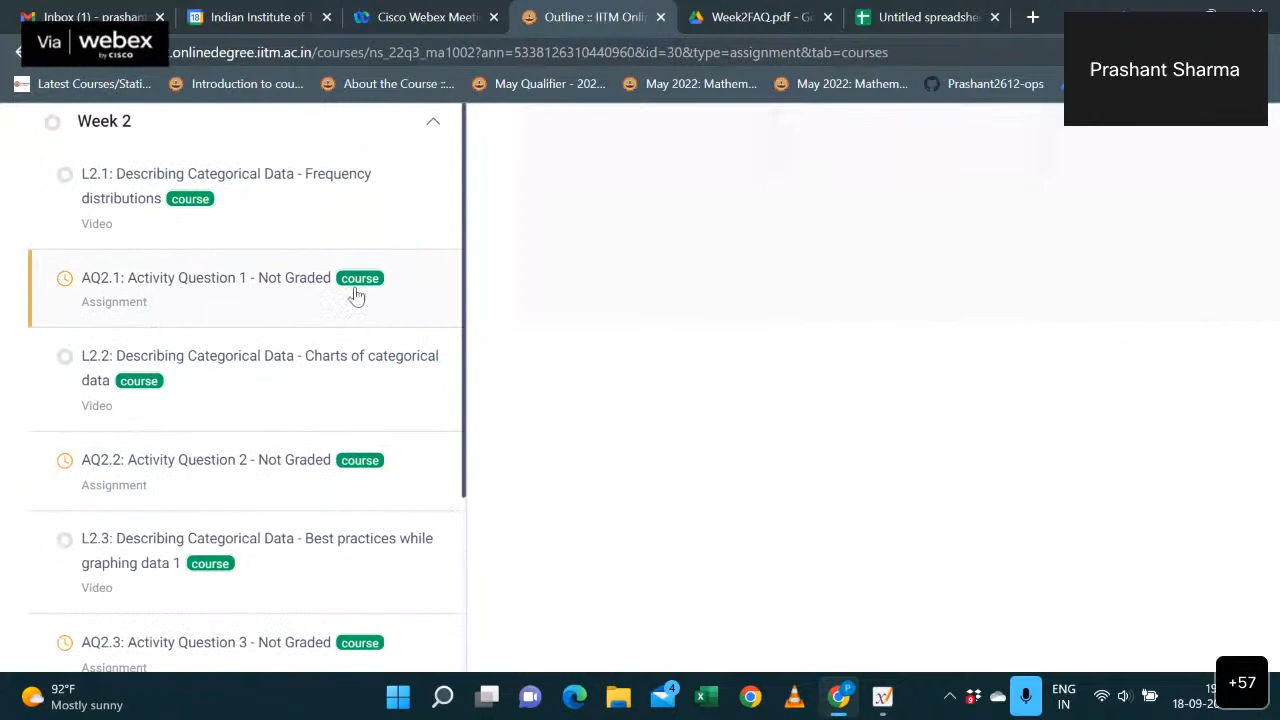 Inbox (1
Indian Institute of
Cisco Webex Meetin
Outline :: IITM Onli
Week2FAQ.pdf - G
Untitled spreadshe
Via webex
by CISCO
.onlinedegree.iitm.ac.in/courses/ns_22q3_ma1002?ann=5338126310440960&id=30&type=assignment&tab=courses
Prashant Sharma
Latest Courses/Stati...
Introduction to cou...
About the Course ::...
May Qualifier - 202...
May 2022: Mathem...
May 2022: Mathem...
Prashant2612-ops
Week 2
L2.1: Describing Categorical Data - Frequency
distributions course
Video
AQ2.1: Activity Question 1 - Not Graded course
Assignment
L2.2: Describing Categorical Data - Charts of categorical
data course
Video
AQ2.2: Activity Question 2 - Not Graded course
Assignment
L2.3: Describing Categorical Data - Best practices while
graphing data 1 course
Video
AQ2.3: Activity Question 3 - Not Graded course
Assignment
92°F
Mostly sunny
4
P
ENG
IN
18-09-20
+57